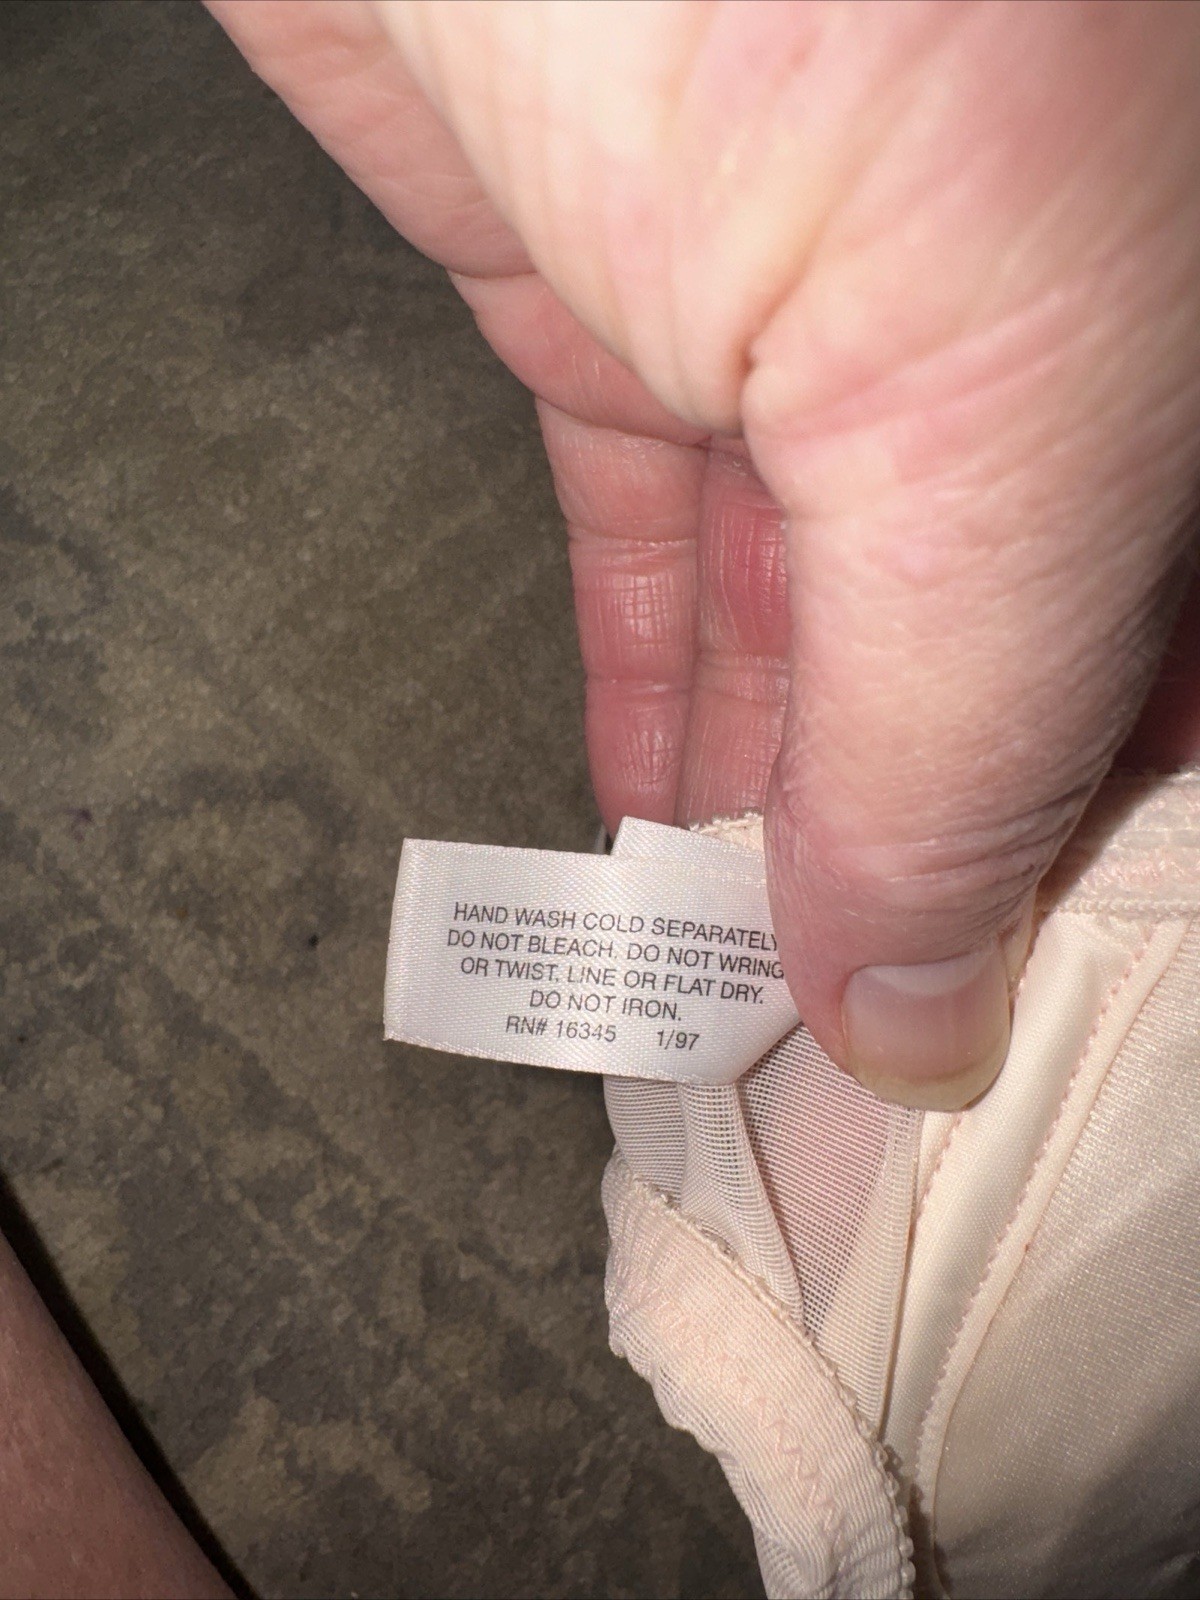 HAND WASH COLD SEPARATELY
DO NOT BLEACH. DO NOT WRING
OR TWIST. LINE OR FLAT DRY.
DO NOT IRON.
RN# 16345 1/97